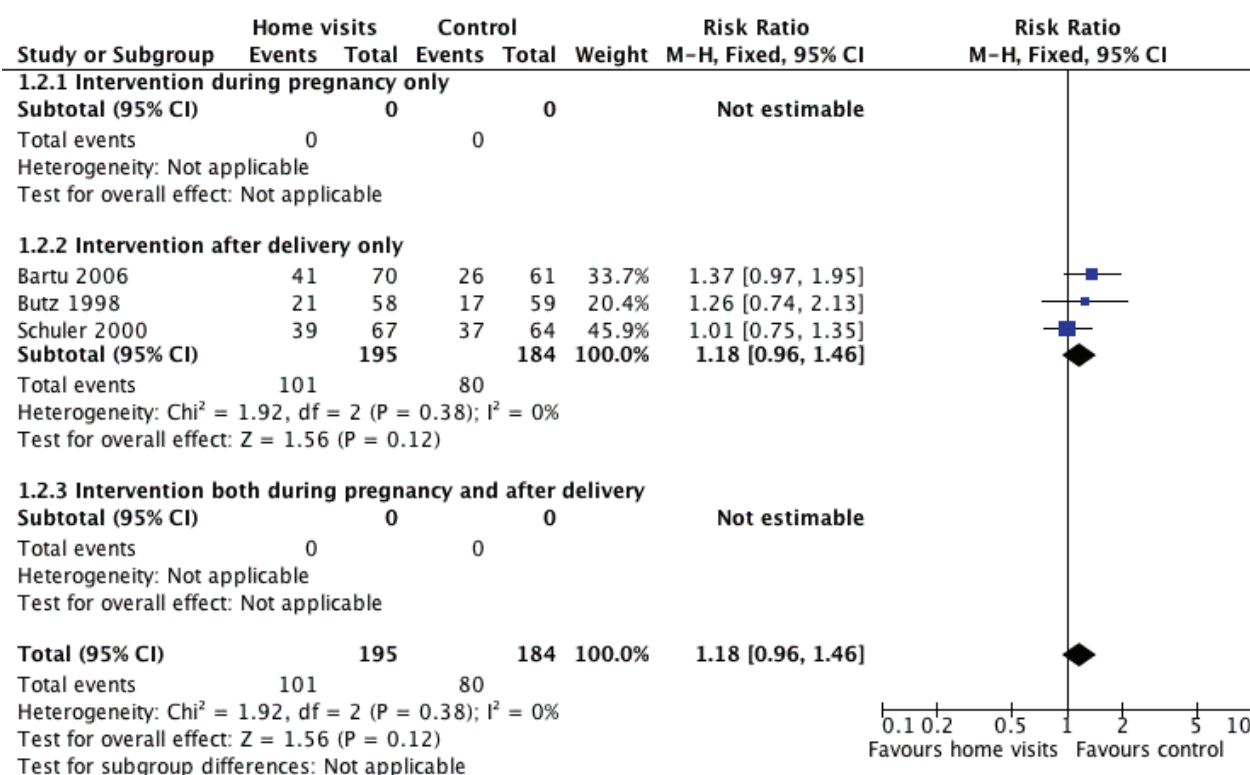 Home visits Control Risk Ratio Risk Ratio
Study or Subgroup Events Total Events Total Weight M-H, Fixed, 95% CI M-H, Fixed, 95% CI
1.2.1 Intervention during pregnancy only
Subtotal (95% CI) 0 0 Not estimable
Total events 0 0
Heterogeneity: Not applicable
Test for overall effect: Not applicable
1.2.2 Intervention after delivery only
Bartu 2006 41 70 26 61 33.7% 1.37 [0.97, 1.95]
Butz 1998 21 58 17 59 20.4% 1.26 [0.74, 2.13]
Schuler 2000 39 67 37 64 45.9% 1.01 [0.75, 1.35]
Subtotal (95% CI) 195 184 100.0% 1.18 [0.96, 1.46]
Total events 101 80
Heterogeneity: Chi² = 1.92, df = 2 (P = 0.38); I² = 0%
Test for overall effect: Z = 1.56 (P = 0.12)
1.2.3 Intervention both during pregnancy and after delivery
Subtotal (95% CI) 0 0 Not estimable
Total events 0 0
Heterogeneity: Not applicable
Test for overall effect: Not applicable
Total (95% CI) 195 184 100.0% 1.18 [0.96, 1.46]
Total events 101 80
Heterogeneity: Chi² = 1.92, df = 2 (P = 0.38); I² = 0%
Test for overall effect: Z = 1.56 (P = 0.12)
Test for subgroup differences: Not applicable
0.1 0.2 0.5 1 2 5 10
Favours home visits Favours control